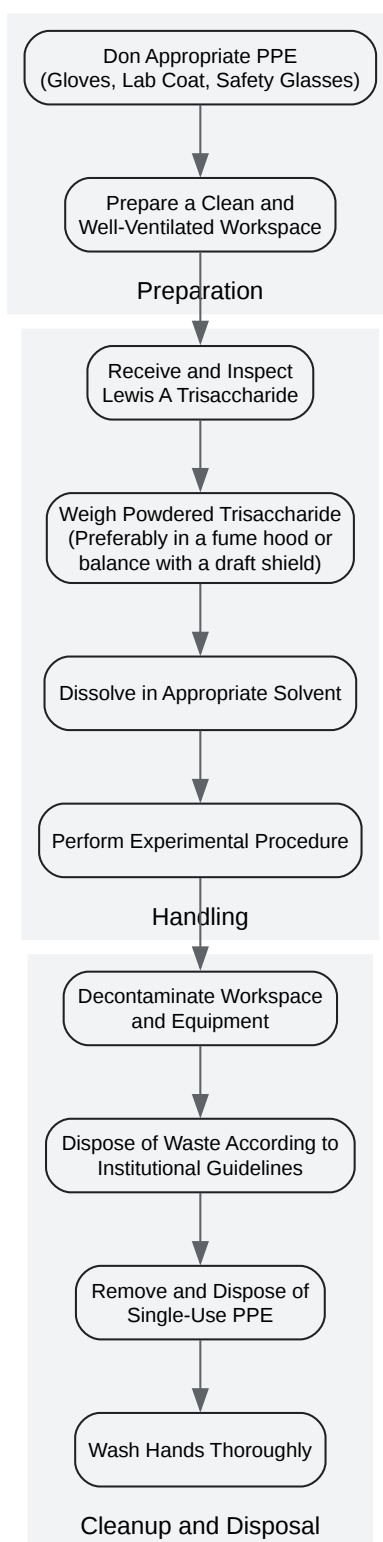 Don Appropriate PPE
(Gloves, Lab Coat, Safety Glasses)
Prepare a Clean and
Well-Ventilated Workspace
Preparation
Receive and Inspect
Lewis A Trisaccharide
Weigh Powdered Trisaccharide
(Preferably in a fume hood or
balance with a draft shield)
Dissolve in Appropriate Solvent
Perform Experimental Procedure
Handling
Decontaminate Workspace
and Equipment
Dispose of Waste According to
Institutional Guidelines
Remove and Dispose of
Single-Use PPE
Wash Hands Thoroughly
Cleanup and Disposal